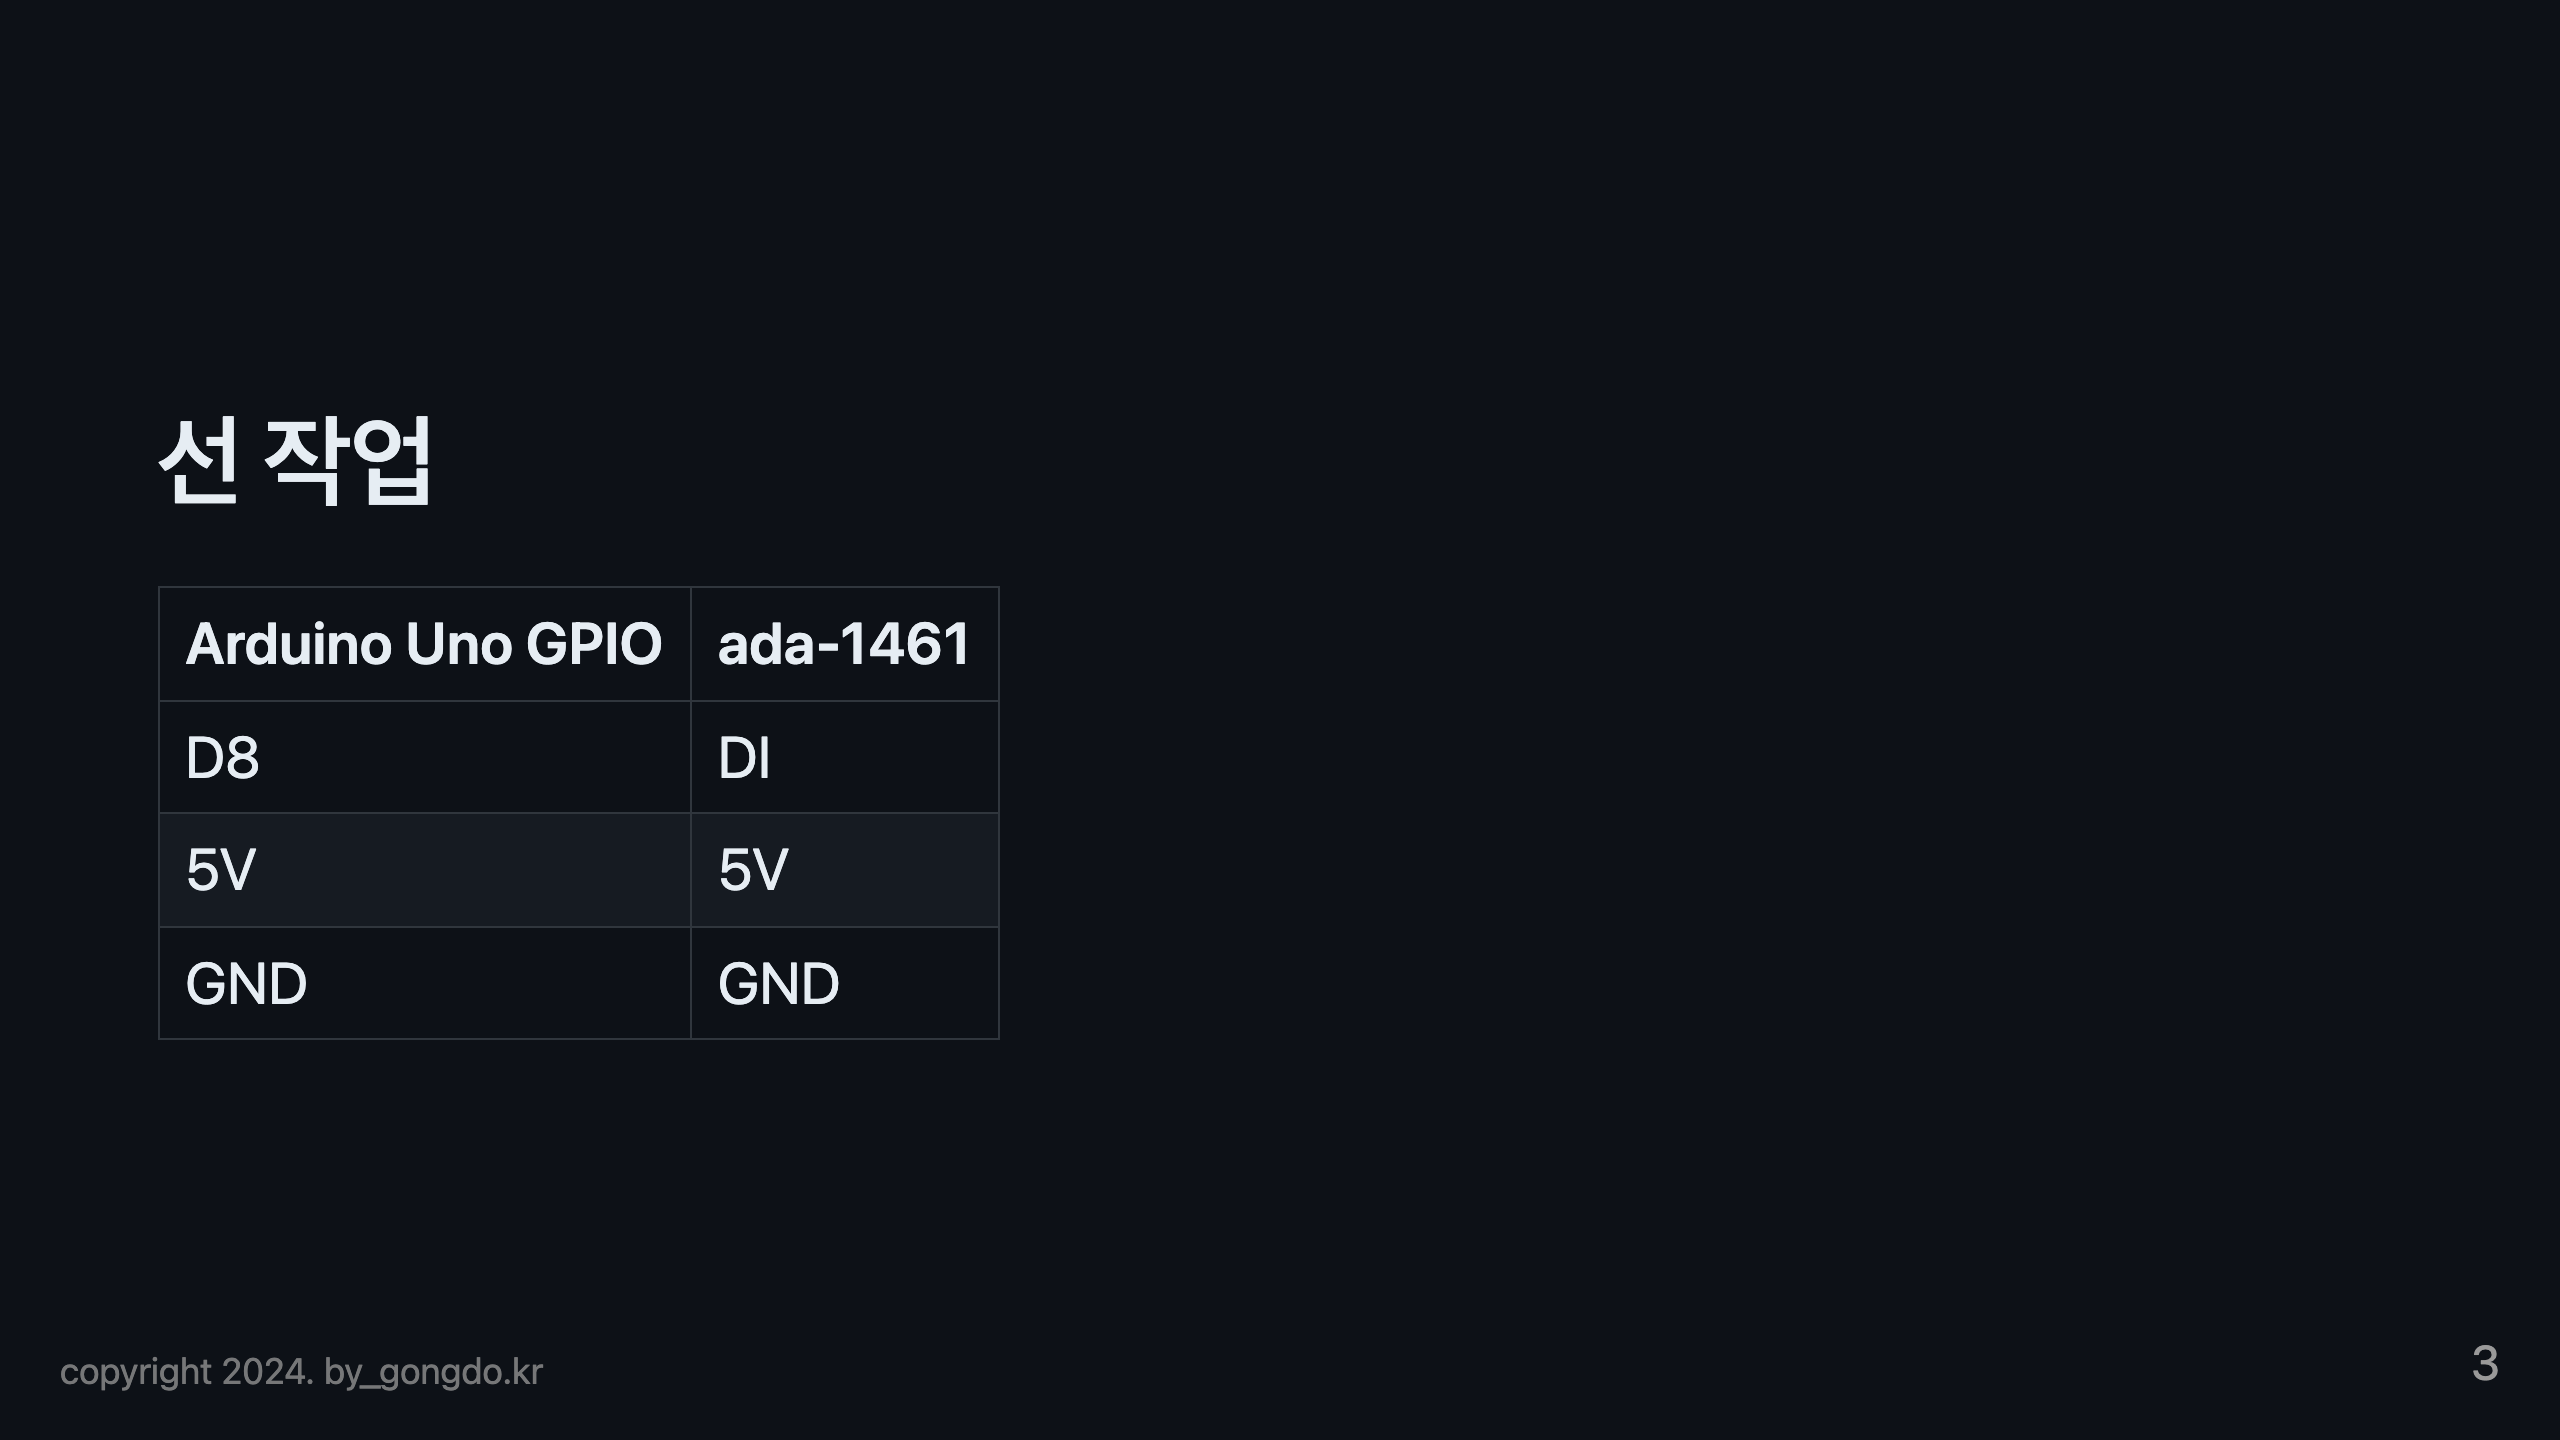 선 작업
Arduino Uno GPIO ada-1461
D8 DI
5V 5V
GND GND
copyright 2024. by_gongdo.kr
3